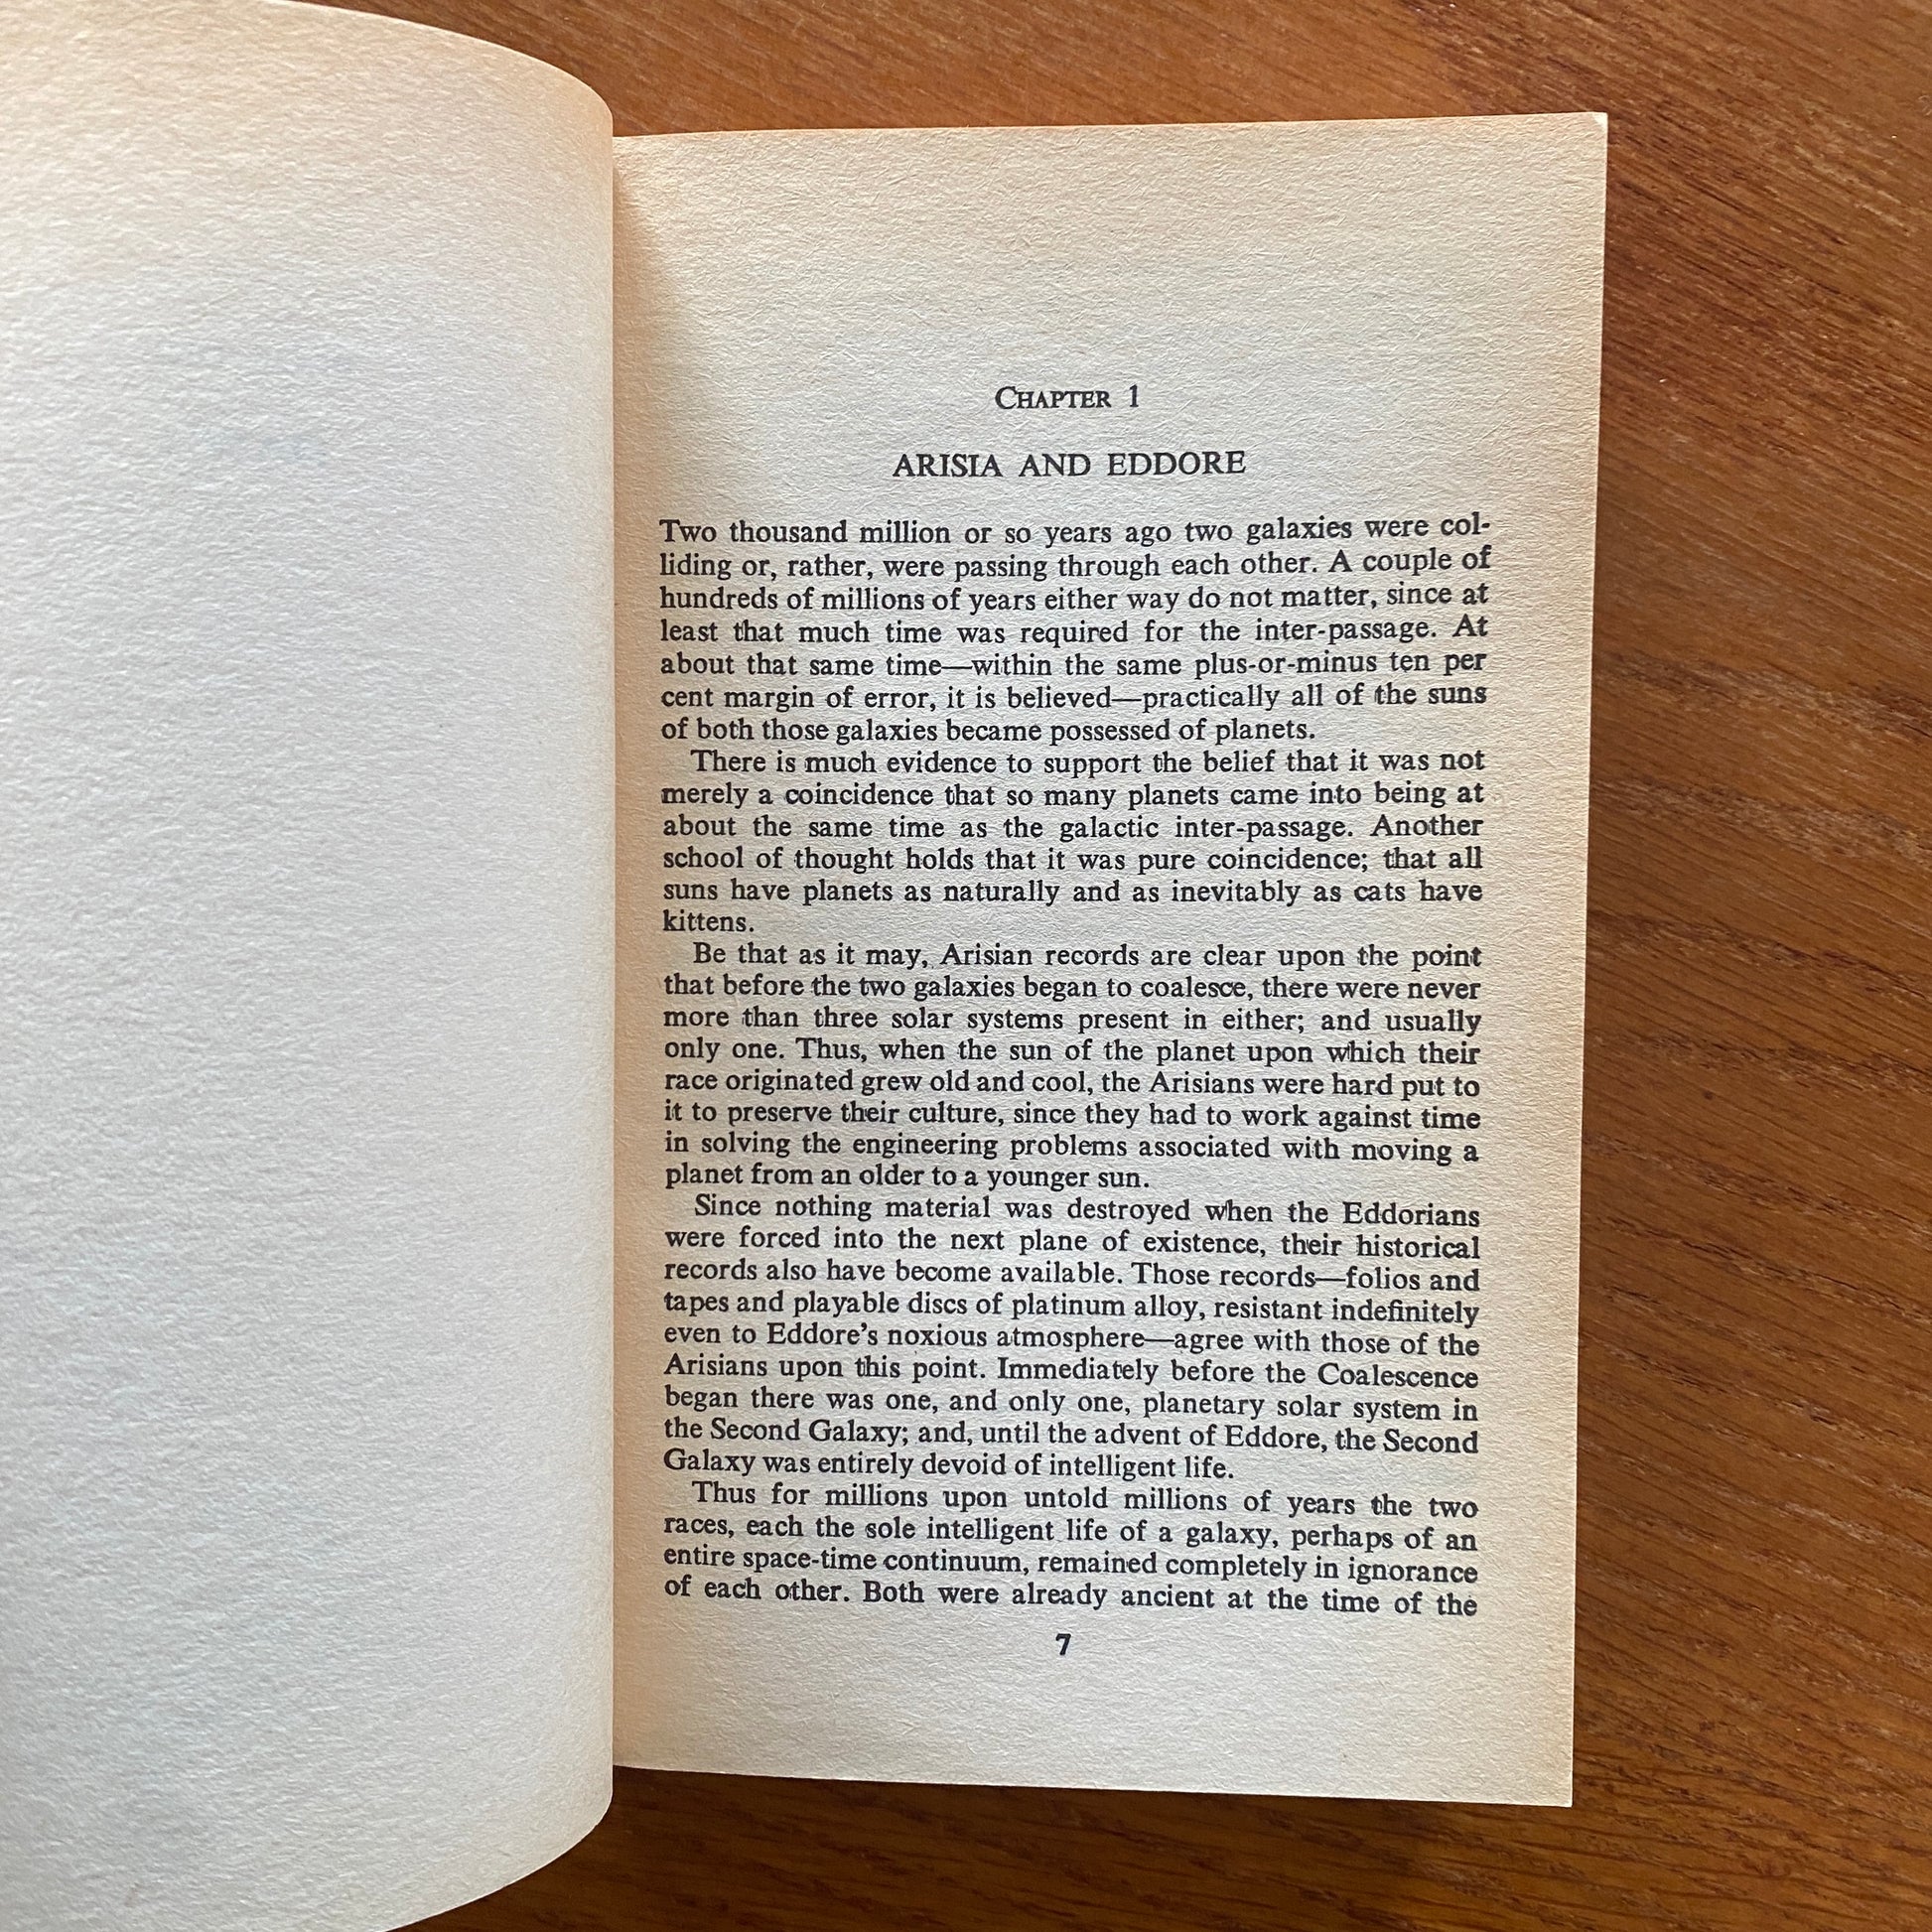 CHAPTER 1
ARISIA AND EDDORE
Two thousand million or so years ago two galaxies were col-
liding or, rather, were passing through each other. A couple of
hundreds of millions of years either way do not matter, since at
least that much time was required for the inter-passage. At
about that same time—within the same plus-or-minus ten per
cent margin of error, it is believed—practically all of the suns
of both those galaxies became possessed of planets.
There is much evidence to support the belief that it was not
merely a coincidence that so many planets came into being at
about the same time as the galactic inter-passage. Another
school of thought holds that it was pure coincidence; that all
suns have planets as naturally and as inevitably as cats have
kittens.
Be that as it may, Arisian records are clear upon the point
that before the two galaxies began to coalesce, there were never
more than three solar systems present in either; and usually
only one. Thus, when the sun of the planet upon which their
race originated grew old and cool, the Arisians were hard put to
it to preserve their culture, since they had to work against time
in solving the engineering problems associated with moving a
planet from an older to a younger sun.
Since nothing material was destroyed when the Eddorians
were forced into the next plane of existence, their historical
records also have become available. Those records—folios and
tapes and playable discs of platinum alloy, resistant indefinitely
even to Eddore's noxious atmosphere—agree with those of the
Arisians upon this point. Immediately before the Coalescence
began there was one, and only one, planetary solar system in
the Second Galaxy; and, until the advent of Eddore, the Second
Galaxy was entirely devoid of intelligent life.
Thus for millions upon untold millions of years the two
races, each the sole intelligent life of a galaxy, perhaps of an
entire space-time continuum, remained completely in ignorance
of each other. Both were already ancient at the time of the
7